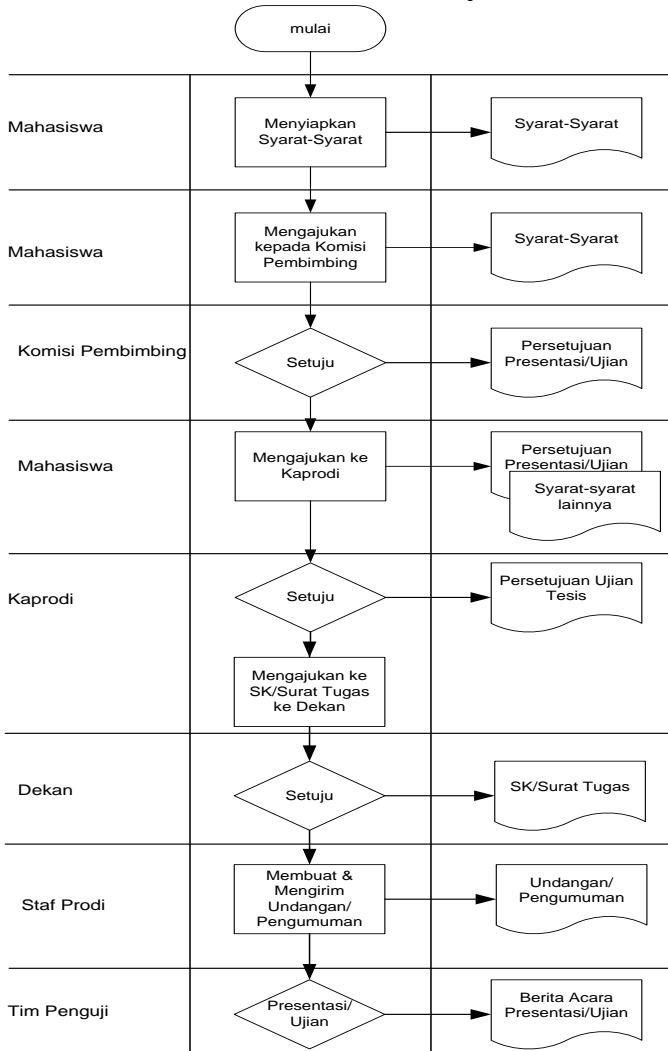 mulai
Mahasiswa
Menyiapkan
Syarat-Syarat
Syarat-Syarat
Mahasiswa
Mengajukan
kepada Komisi
Pembimbing
Syarat-Syarat
Komisi Pembimbing
Setuju
Persetujuan
Presentasi/Ujian
Mahasiswa
Mengajukan ke
Kaprodi
Persetujuan
Presentasi/Ujian
Syarat-syarat
lainnya
Kaprodi
Setuju
Persetujuan Ujian
Tesis
Mengajukan ke
SK/Surat Tugas
ke Dekan
Dekan
Setuju
SK/Surat Tugas
Staf Prodi
Membuat &
Mengirim
Undangan/
Pengumuman
Undangan/
Pengumuman
Tim Penguji
Presentasi/
Ujian
Berita Acara
Presentasi/Ujian